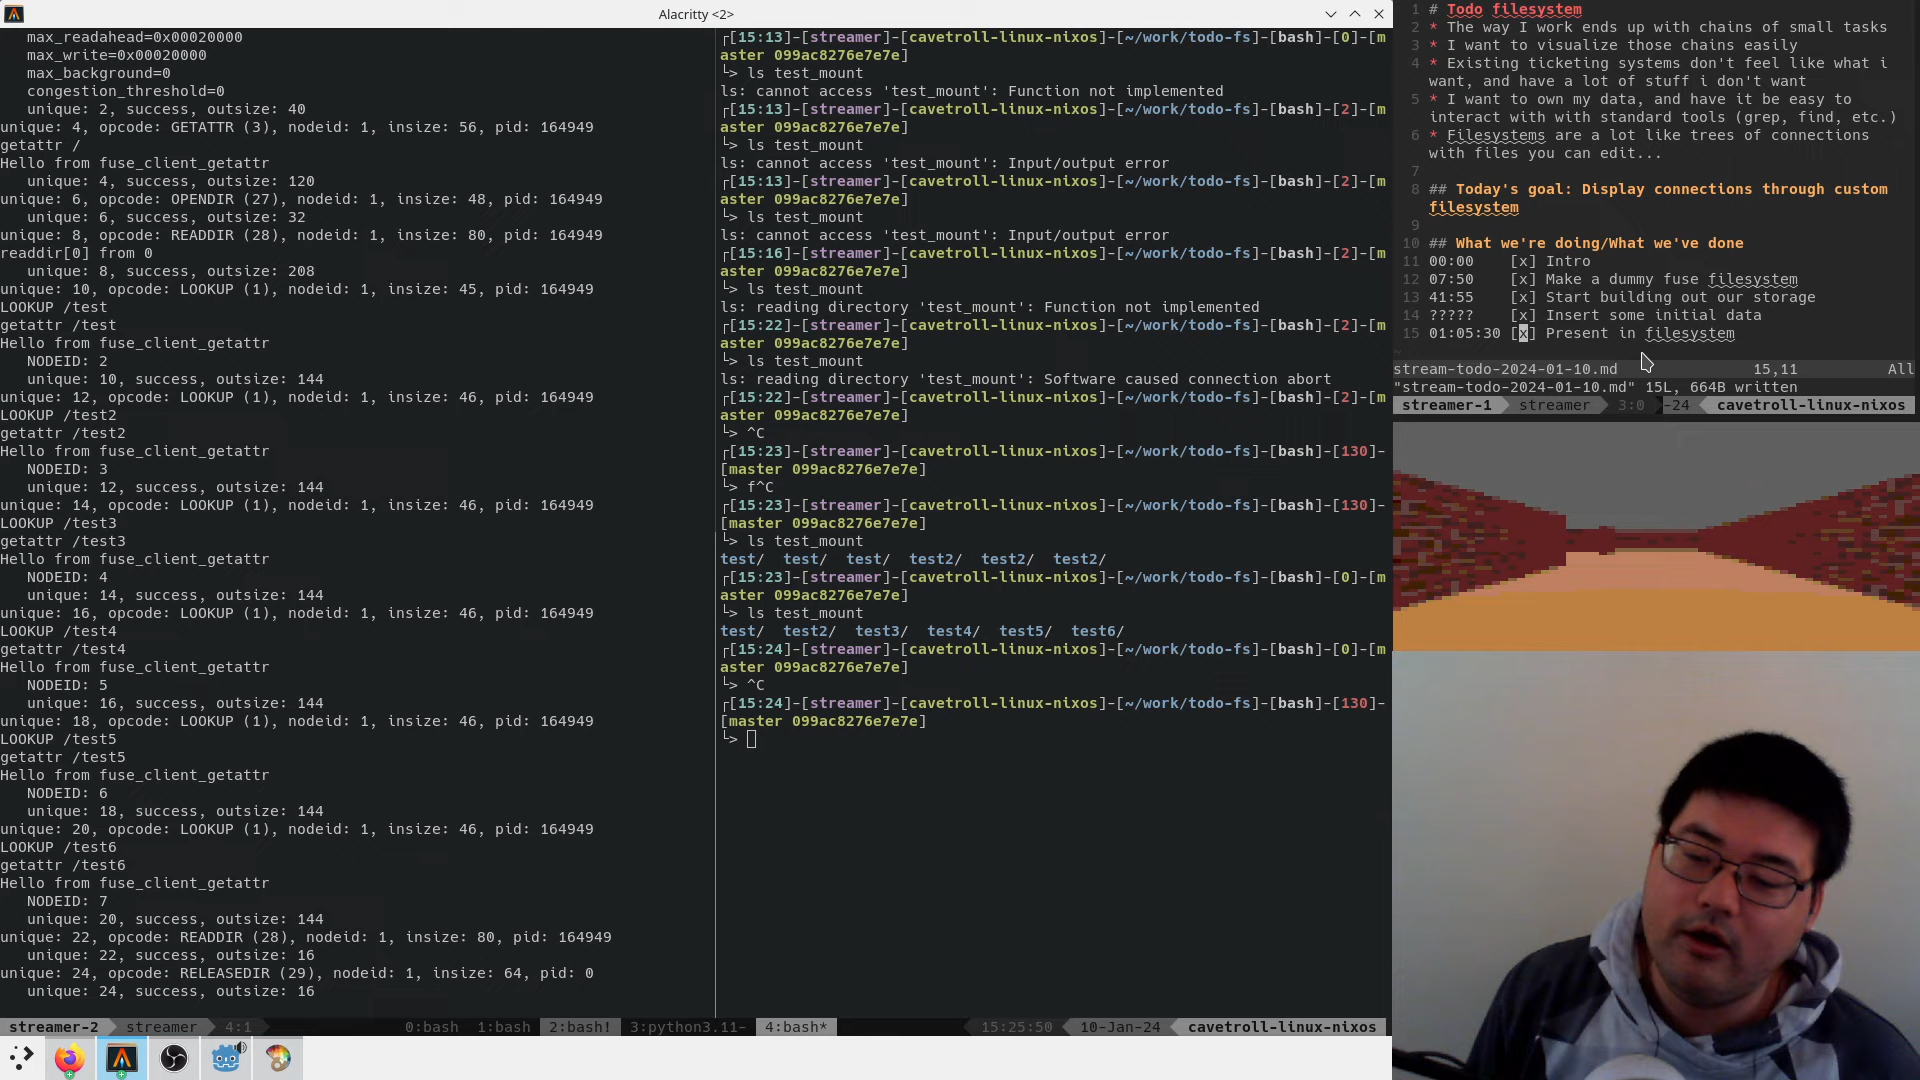 Alacritty <2>
max_readahead=0x00020000
max_write=0x00020000
max_background=0
congestion_threshold=0
unique: 2, success, outsize: 40
unique: 4, opcode: GETATTR (3), nodeid: 1, insize: 56, pid: 164949
getattr /
Hello from fuse_client_getattr
unique: 4, success, outsize: 120
unique: 6, opcode: OPENDIR (27), nodeid: 1, insize: 48, pid: 164949
unique: 6, success, outsize: 32
unique: 8, opcode: READDIR (28), nodeid: 1, insize: 80, pid: 164949
readdir[0] from 0
unique: 8, success, outsize: 208
unique: 10, opcode: LOOKUP (1), nodeid: 1, insize: 45, pid: 164949
LOOKUP /test
getattr /test
Hello from fuse_client_getattr
NODEID: 2
unique: 10, success, outsize: 144
unique: 12, opcode: LOOKUP (1), nodeid: 1, insize: 46, pid: 164949
LOOKUP /test2
getattr /test2
Hello from fuse_client_getattr
NODEID: 3
unique: 12, success, outsize: 144
unique: 14, opcode: LOOKUP (1), nodeid: 1, insize: 46, pid: 164949
LOOKUP /test3
getattr /test3
Hello from fuse_client_getattr
NODEID: 4
unique: 14, success, outsize: 144
unique: 16, opcode: LOOKUP (1), nodeid: 1, insize: 46, pid: 164949
LOOKUP /test4
getattr /test4
Hello from fuse_client_getattr
NODEID: 5
unique: 16, success, outsize: 144
unique: 18, opcode: LOOKUP (1), nodeid: 1, insize: 46, pid: 164949
LOOKUP /test5
getattr /test5
Hello from fuse_client_getattr
NODEID: 6
unique: 18, success, outsize: 144
unique: 20, opcode: LOOKUP (1), nodeid: 1, insize: 46, pid: 164949
LOOKUP /test6
getattr /test6
Hello from fuse_client_getattr
NODEID: 7
unique: 20, success, outsize: 144
unique: 22, opcode: READDIR (28), nodeid: 1, insize: 80, pid: 164949
unique: 22, success, outsize: 16
unique: 24, opcode: RELEASEDIR (29), nodeid: 1, insize: 64, pid: 0
unique: 24, success, outsize: 16
┌[15:13]-[streamer]-[cavetroll-linux-nixos]-[~/work/todo-fs]-[bash]-[0]-[m
aster 099ac8276e7e7e]
└> ls test_mount
ls: cannot access 'test_mount': Function not implemented
┌[15:13]-[streamer]-[cavetroll-linux-nixos]-[~/work/todo-fs]-[bash]-[2]-[m
aster 099ac8276e7e7e]
└> ls test_mount
ls: cannot access 'test_mount': Input/output error
┌[15:13]-[streamer]-[cavetroll-linux-nixos]-[~/work/todo-fs]-[bash]-[2]-[m
aster 099ac8276e7e7e]
└> ls test_mount
ls: cannot access 'test_mount': Input/output error
┌[15:16]-[streamer]-[cavetroll-linux-nixos]-[~/work/todo-fs]-[bash]-[2]-[m
aster 099ac8276e7e7e]
└> ls test_mount
ls: reading directory 'test_mount': Function not implemented
┌[15:22]-[streamer]-[cavetroll-linux-nixos]-[~/work/todo-fs]-[bash]-[2]-[m
aster 099ac8276e7e7e]
└> ls test_mount
ls: reading directory 'test_mount': Software caused connection abort
┌[15:22]-[streamer]-[cavetroll-linux-nixos]-[~/work/todo-fs]-[bash]-[2]-[m
aster 099ac8276e7e7e]
└> ^C
┌[15:23]-[streamer]-[cavetroll-linux-nixos]-[~/work/todo-fs]-[bash]-[130]-
[master 099ac8276e7e7e]
└> f^C
┌[15:23]-[streamer]-[cavetroll-linux-nixos]-[~/work/todo-fs]-[bash]-[130]-
[master 099ac8276e7e7e]
└> ls test_mount
test/ test/ test/ test2/ test2/ test2/
┌[15:23]-[streamer]-[cavetroll-linux-nixos]-[~/work/todo-fs]-[bash]-[0]-[m
aster 099ac8276e7e7e]
└> ls test_mount
test/ test2/ test3/ test4/ test5/ test6/
┌[15:24]-[streamer]-[cavetroll-linux-nixos]-[~/work/todo-fs]-[bash]-[0]-[m
aster 099ac8276e7e7e]
└> ^C
┌[15:24]-[streamer]-[cavetroll-linux-nixos]-[~/work/todo-fs]-[bash]-[130]-
[master 099ac8276e7e7e]
└>
streamer-2 streamer 4:1 0:bash 1:bash 2:bash! 3:python3.11- 4:bash* 15:25:50 10-Jan-24 cavetroll-linux-nixos
1 # Todo filesystem
2 * The way I work ends up with chains of small tasks
3 * I want to visualize those chains easily
4 * Existing ticketing systems don't feel like what i
want, and have a lot of stuff i don't want
5 * I want to own my data, and have it be easy to
interact with with standard tools (grep, find, etc.)
6 * Filesystems are a lot like trees of connections
with files you can edit...
7
8 ## Today's goal: Display connections through custom
filesystem
9
10 ## What we're doing/What we've done
11 00:00 [x] Intro
12 07:50 [x] Make a dummy fuse filesystem
13 41:55 [x] Start building out our storage
14 ????? [x] Insert some initial data
15 01:05:30 [x] Present in filesystem
~
stream-todo-2024-01-10.md 15,11 All
"stream-todo-2024-01-10.md" 15L, 664B written
streamer-1 streamer 3:0 -24 cavetroll-linux-nixos